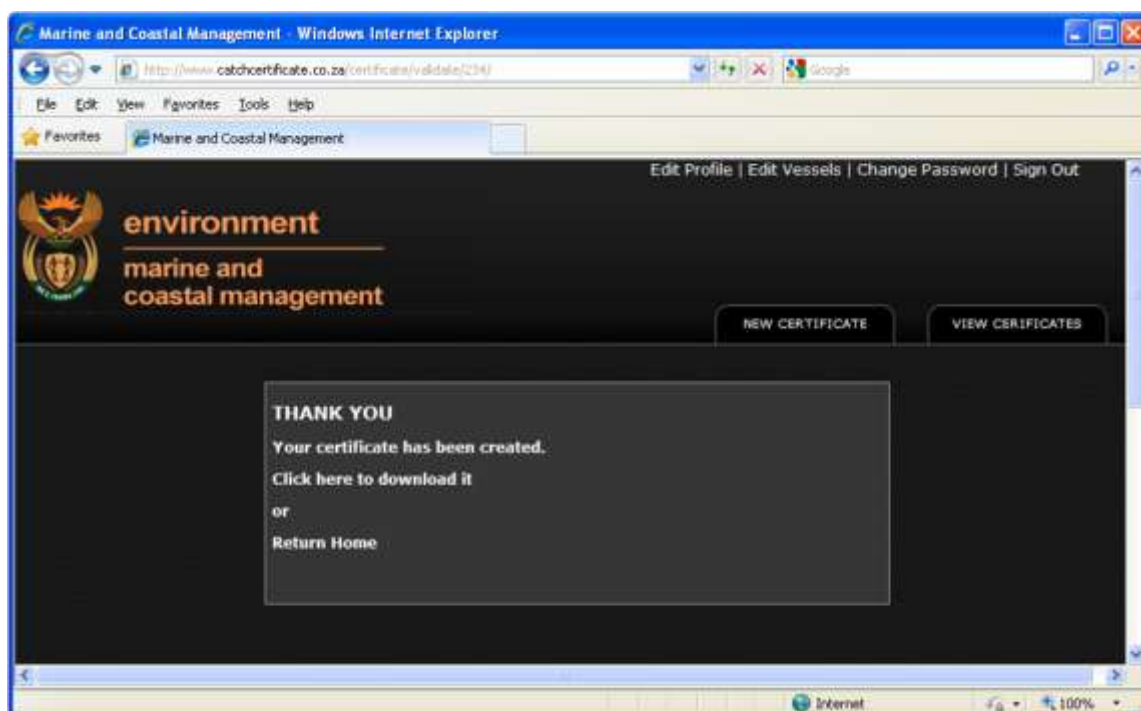 Marine and Coastal Management - Windows Internet Explorer
http://www.catchcertificate.co.za/certificate/validate/234/
Google
File Edit View Favorites Tools Help
Favorites Marine and Coastal Management
Edit Profile | Edit Vessels | Change Password | Sign Out
environment
marine and
coastal management
NEW CERTIFICATE VIEW CERIFICATES
THANK YOU
Your certificate has been created.
Click here to download it
or
Return Home
Internet 100%